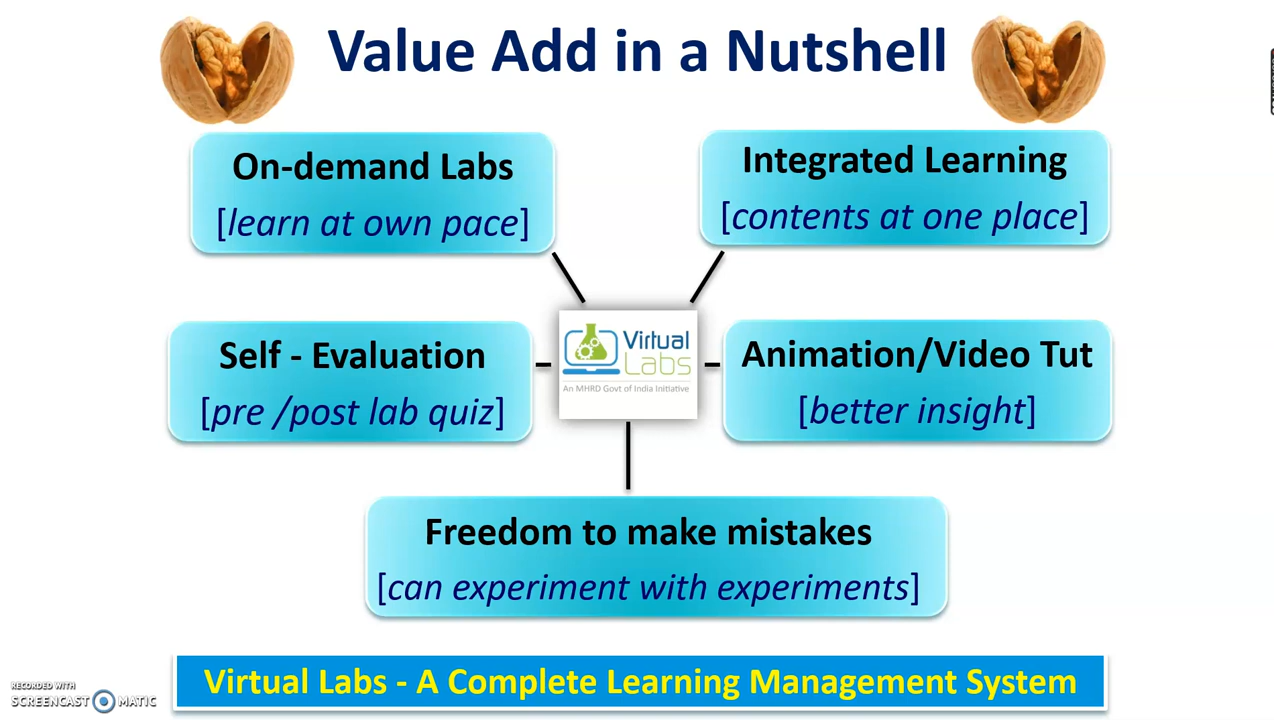 Value Add in a Nutshell
On-demand Labs
[learn at own pace]
Integrated Learning
[contents at one place]
Self - Evaluation
[pre /post lab quiz]
Virtual
Labs
An MHRD Govt of India Initiative
Animation/Video Tut
[better insight]
Freedom to make mistakes
[can experiment with experiments]
Virtual Labs - A Complete Learning Management System
RECORDED WITH
SCREENCAST MATIC